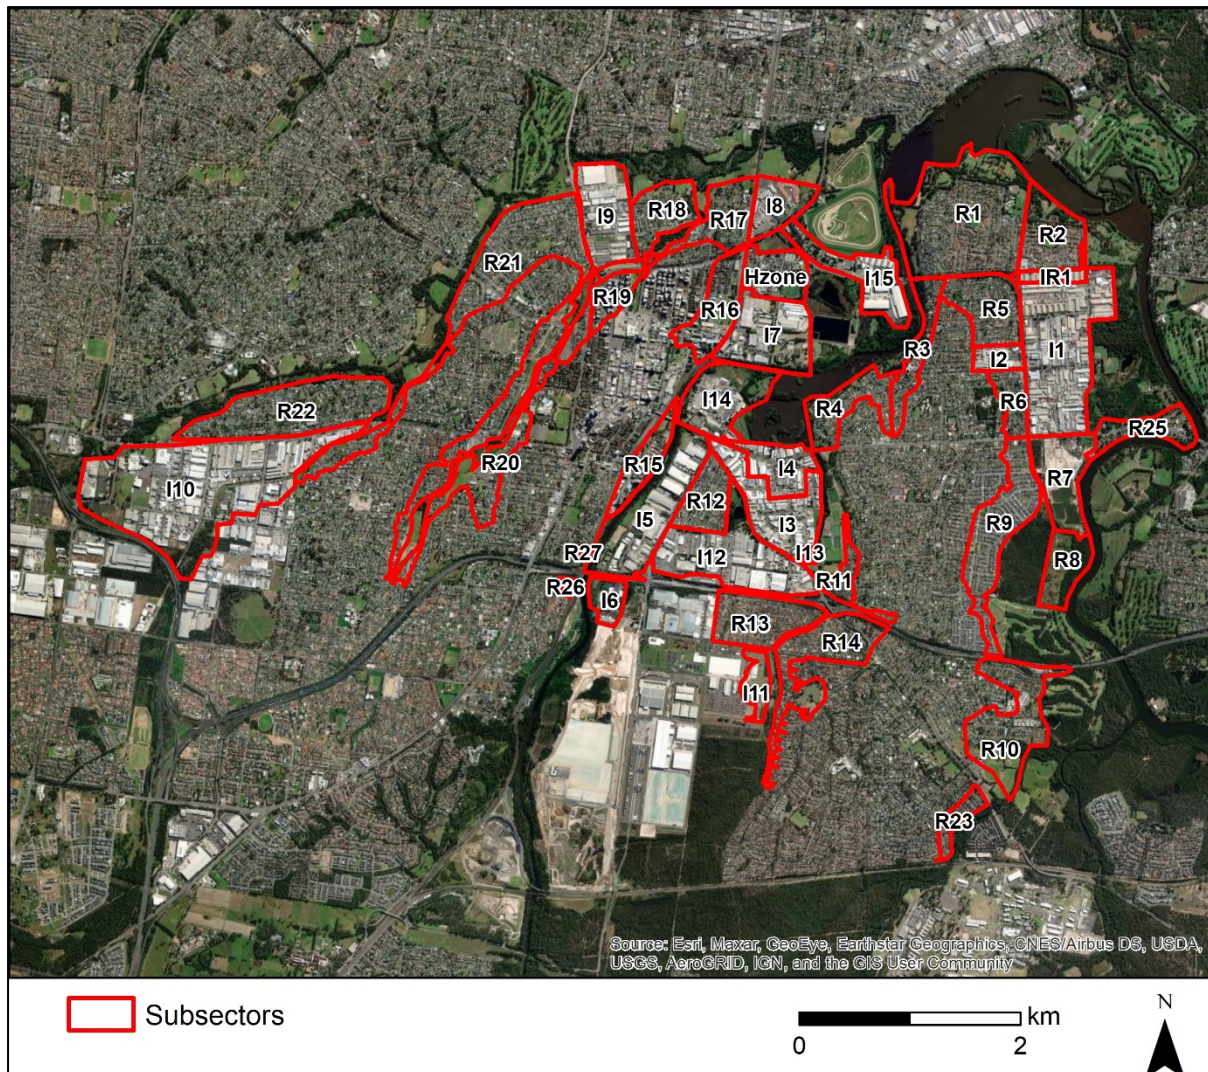 I9
R18
R17
I8
R1
R2
R21
Hzone
I15
IR1
R19
R16
R5
I7
R3
I2
I1
I14
R4
R6
R22
R25
I10
R20
R15
I4
R7
R12
I5
I3
R9
R27
I12
I13
R8
R11
R26
I6
R13
R14
I11
R10
R23
Source: Esri, Maxar, GeoEye, Earthstar Geographics, CNES/Airbus DS, USDA,
USGS, AeroGRID, IGN, and the GIS User Community
Subsectors
km
0
2
N